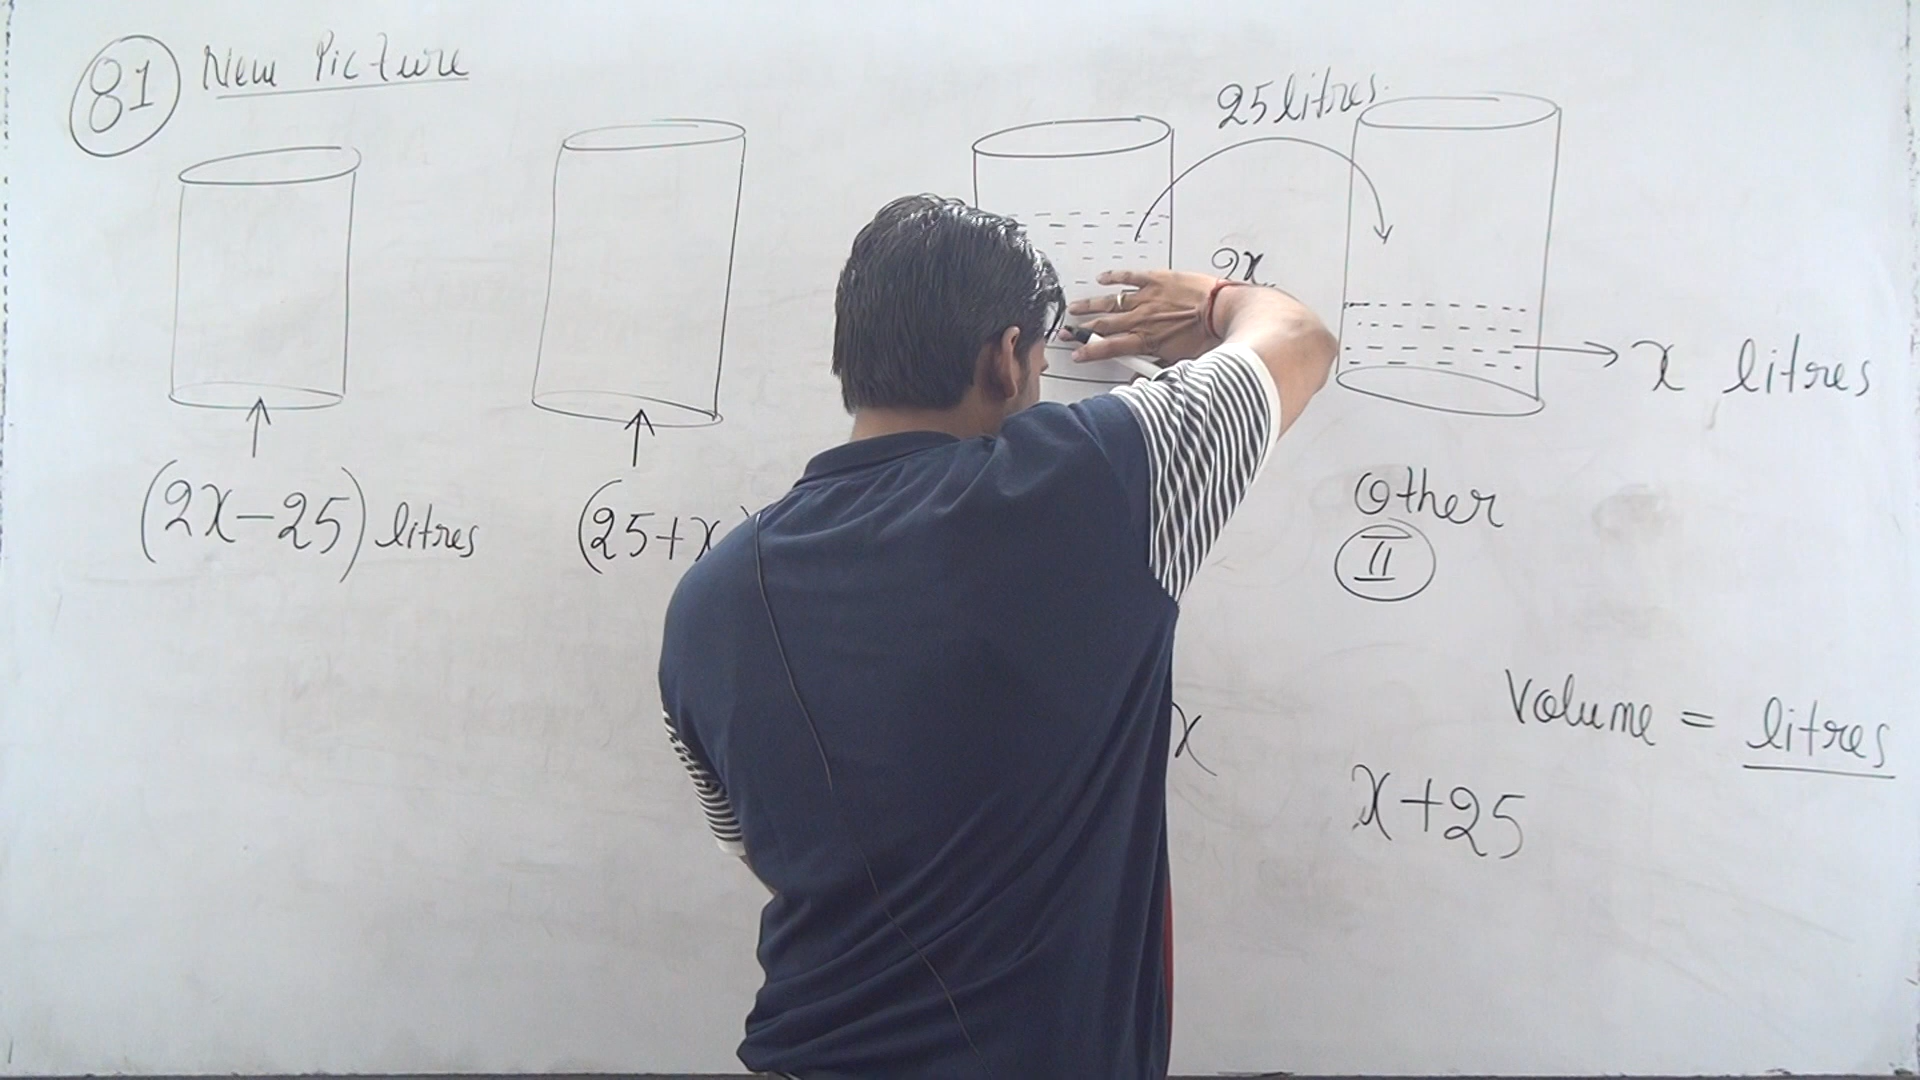 81 New Picture
25 litres.
2x
x litres
(2x-25) litres
(25+x
Other
II
Volume = litres
x
x+25